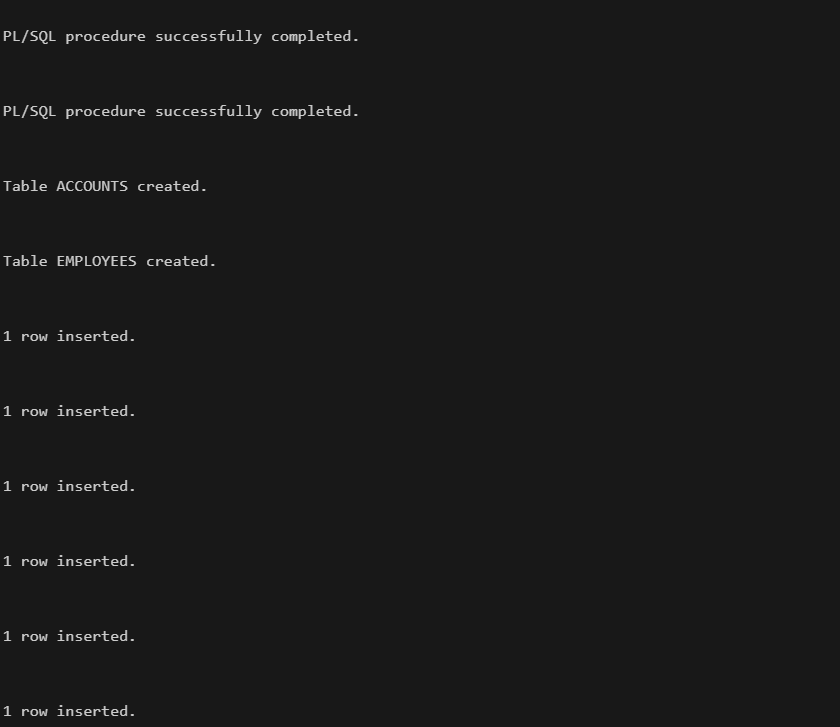 PL/SQL procedure successfully completed.
PL/SQL procedure successfully completed.
Table ACCOUNTS created.
Table EMPLOYEES created.
1 row inserted.
1 row inserted.
1 row inserted.
1 row inserted.
1 row inserted.
1 row inserted.